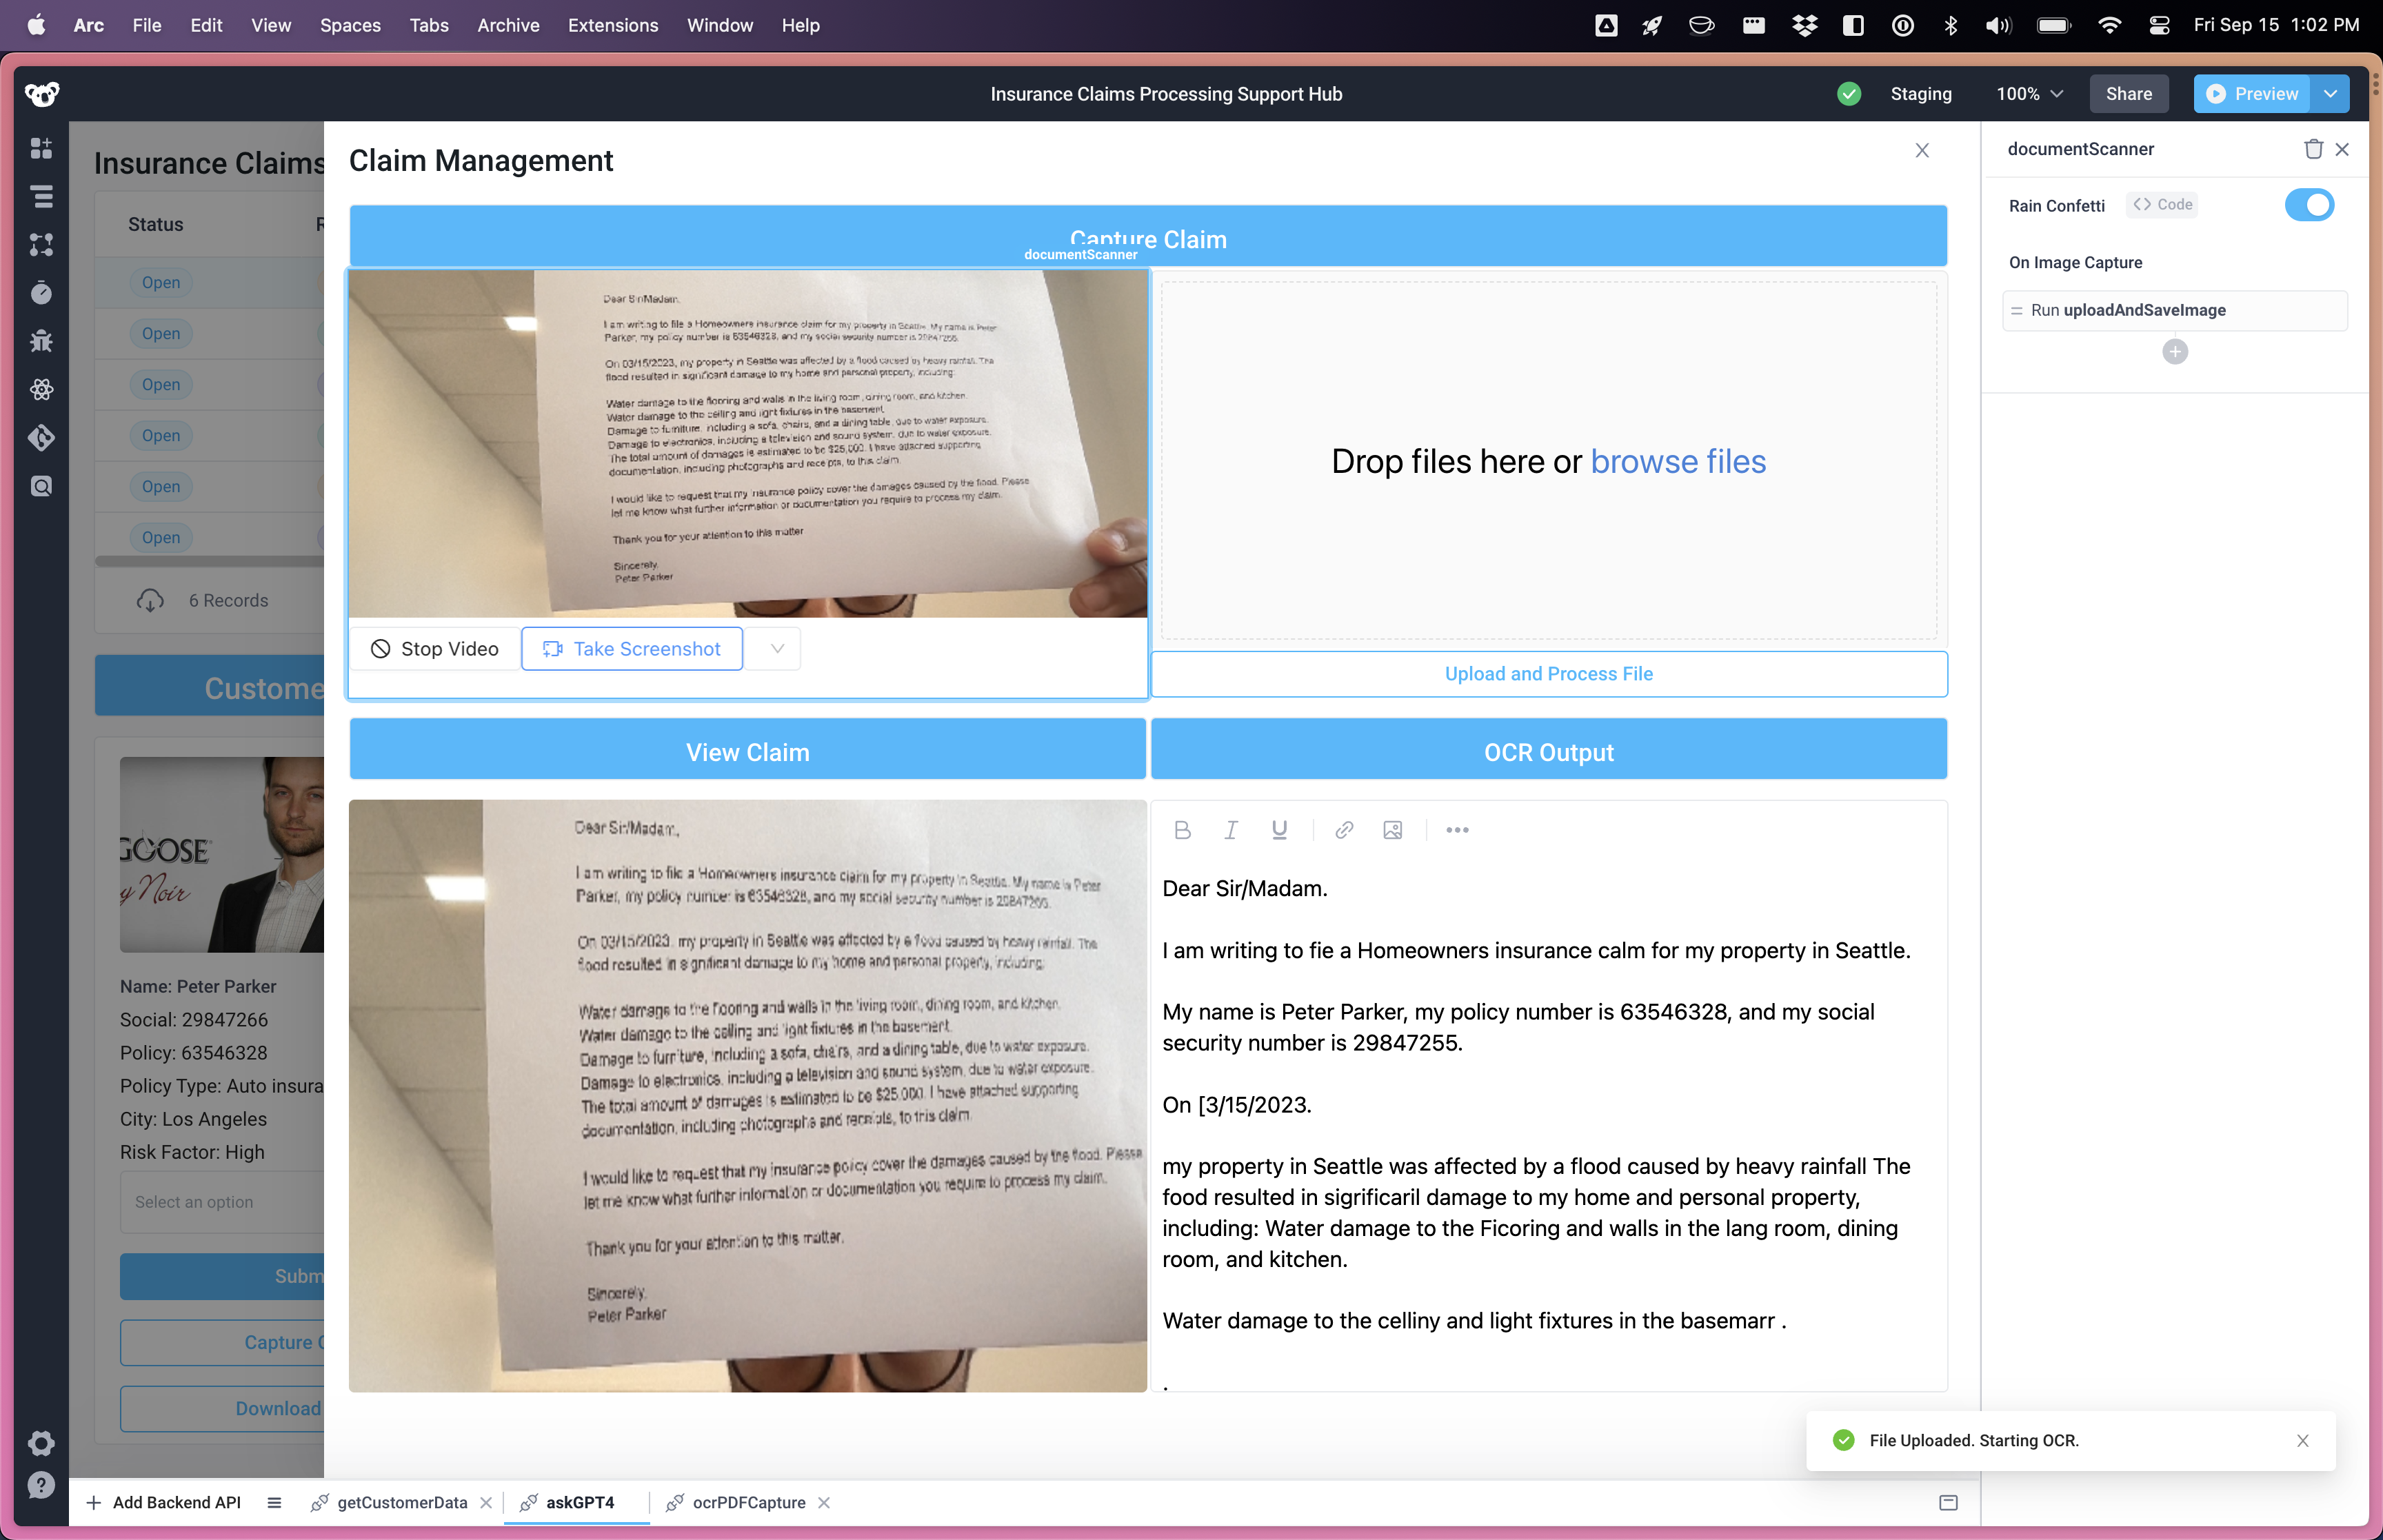 Arc File Edit View Spaces Tabs Archive Extensions Window Help
Fri Sep 15 1:02 PM
Insurance Claims Processing Support Hub
Staging
100%
Share
Preview
Insurance Claims
Status
R
Open
Open
Open
Open
Open
Open
6 Records
Custome
GOOSE
y Noir
Name: Peter Parker
Social: 29847266
Policy: 63546328
Policy Type: Auto insura
City: Los Angeles
Risk Factor: High
Select an option
Subm
Capture C
Download
Claim Management
Capture Claim
documentScanner
Dear Sir/Madam,
I am writing to file a Homeowners insurance claim for my property in Seattle. My name is Peter
Parker, my policy number is 63546328, and my social security number is
On 03/15/2023, my property in Seattle was affected by a flood caused by heavy rainfall. The
flood resulted in significant damage to my home and personal property, including:
Water damage to the flooring and walls in the living room, dining room, and kitchen.
Water damage to the ceiling and light fixtures in the basement.
Damage to furniture, including a sofa, chairs, and a dining table, due to water exposure.
Damage to electronics, including a television and sound system, due to water exposure.
The total amount of damages is estimated to be $25,000. I have attached supporting
documentation, including photographs and receipts, to this claim.
I would like to request that my insurance policy cover the damages caused by the flood. Please
let me know what further information or documentation you require to process my claim.
Thank you for your attention to this matter
Sincerely,
Peter Parker
Stop Video
Take Screenshot
Drop files here or browse files
Upload and Process File
View Claim
Dear Sir/Madam,
I am writing to file a Homeowners insurance claim for my property in Seattle. My name is Peter
Parker, my policy number is 63546328, and my social security number is
On 03/15/2023, my property in Seattle was affected by a flood caused by heavy rainfall. The
flood resulted in significant damage to my home and personal property, including:
Water damage to the flooring and walls in the living room, dining room, and kitchen.
Water damage to the ceiling and light fixtures in the basement.
Damage to furniture, including a sofa, chairs, and a dining table, due to water exposure.
Damage to electronics, including a television and sound system, due to water exposure.
The total amount of damages is estimated to be $25,000. I have attached supporting
documentation, including photographs and receipts, to this claim.
I would like to request that my insurance policy cover the damages caused by the flood. Please
let me know what further information or documentation you require to process my claim.
Thank you for your attention to this matter.
Sincerely,
Peter Parker
OCR Output
Dear Sir/Madam.
I am writing to fie a Homeowners insurance calm for my property in Seattle.
My name is Peter Parker, my policy number is 63546328, and my social
security number is 29847255.
On [3/15/2023.
my property in Seattle was affected by a flood caused by heavy rainfall The
food resulted in sigrificaril damage to my home and personal property,
including: Water damage to the Ficoring and walls in the lang room, dining
room, and kitchen.
Water damage to the celliny and light fixtures in the basemarr .
.
documentScanner
Rain Confetti
<> Code
On Image Capture
Run uploadAndSaveImage
File Uploaded. Starting OCR.
Add Backend API
getCustomerData
askGPT4
ocrPDFCapture